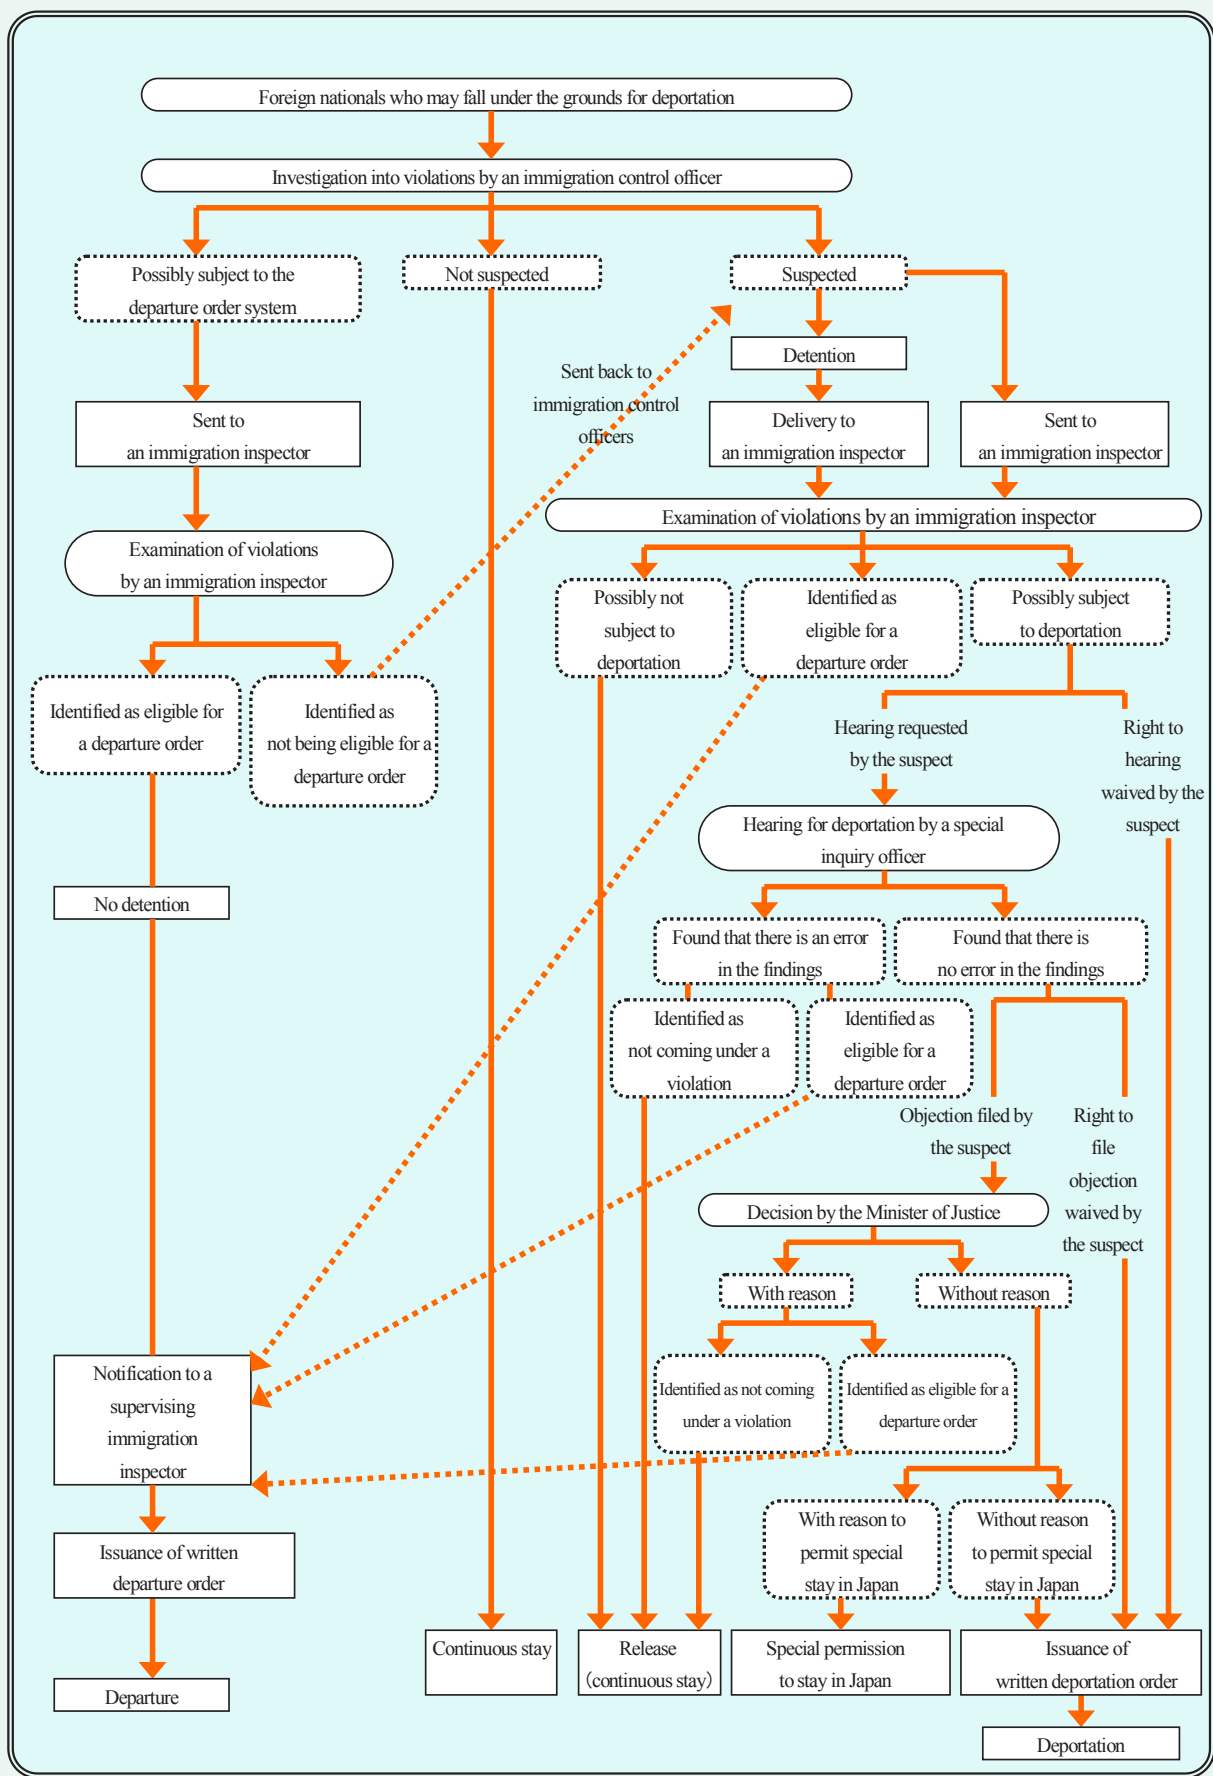 Foreign nationals who may fall under the grounds for deportation
Investigation into violations by an immigration control officer
Possibly subject to the
departure order system
Not suspected
Suspected
Detention
Sent back to
immigration control
officers
Sent to
an immigration inspector
Delivery to
an immigration inspector
Sent to
an immigration inspector
Examination of violations by an immigration inspector
Examination of violations
by an immigration inspector
Possibly not
subject to
deportation
Identified as
eligible for a
departure order
Possibly subject
to deportation
Identified as eligible for
a departure order
Identified as
not being eligible for a
departure order
Hearing requested
by the suspect
Right to
hearing
waived by the
suspect
Hearing for deportation by a special
inquiry officer
No detention
Found that there is an error
in the findings
Found that there is
no error in the findings
Identified as
not coming under a
violation
Identified as
eligible for a
departure order
Objection filed by
the suspect
Right to
file
objection
waived by
the suspect
Decision by the Minister of Justice
With reason
Without reason
Identified as not coming
under a violation
Identified as eligible for a
departure order
Notification to a
supervising
immigration
inspector
With reason to
permit special
stay in Japan
Without reason
to permit special
stay in Japan
Issuance of written
departure order
Continuous stay
Release
(continuous stay)
Special permission
to stay in Japan
Issuance of
written deportation order
Departure
Deportation